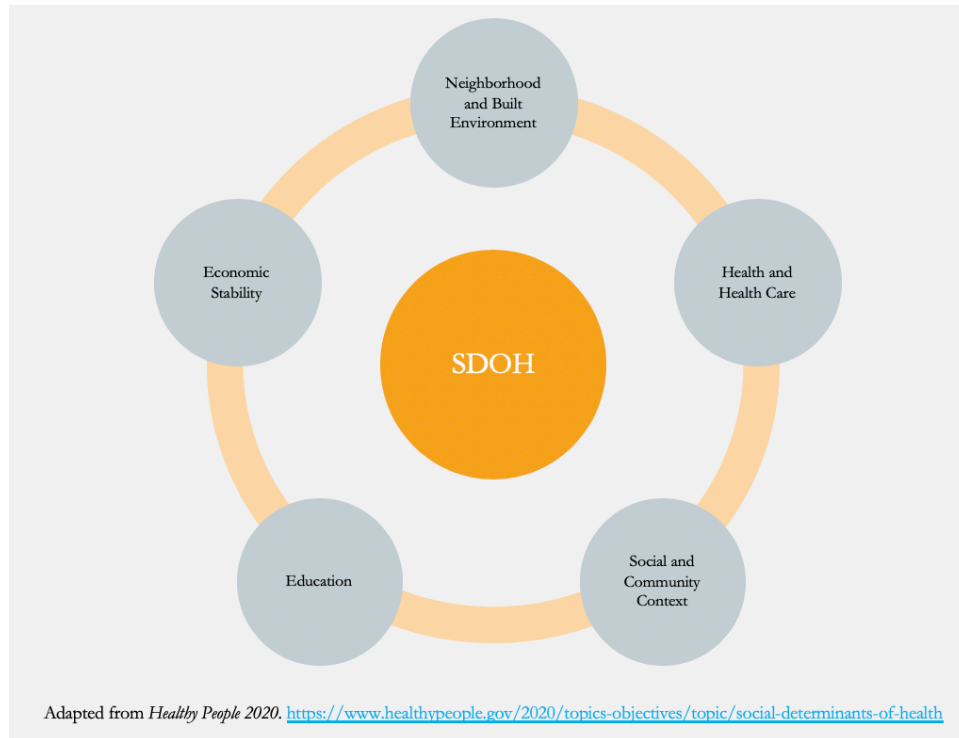 Neighborhood
and Built
Environment
Economic
Stability
Health and
Health Care
SDOH
Education
Social and
Community
Context
Adapted from Healthy People 2020. https://www.healthypeople.gov/2020/topics-objectives/topic/social-determinants-of-health